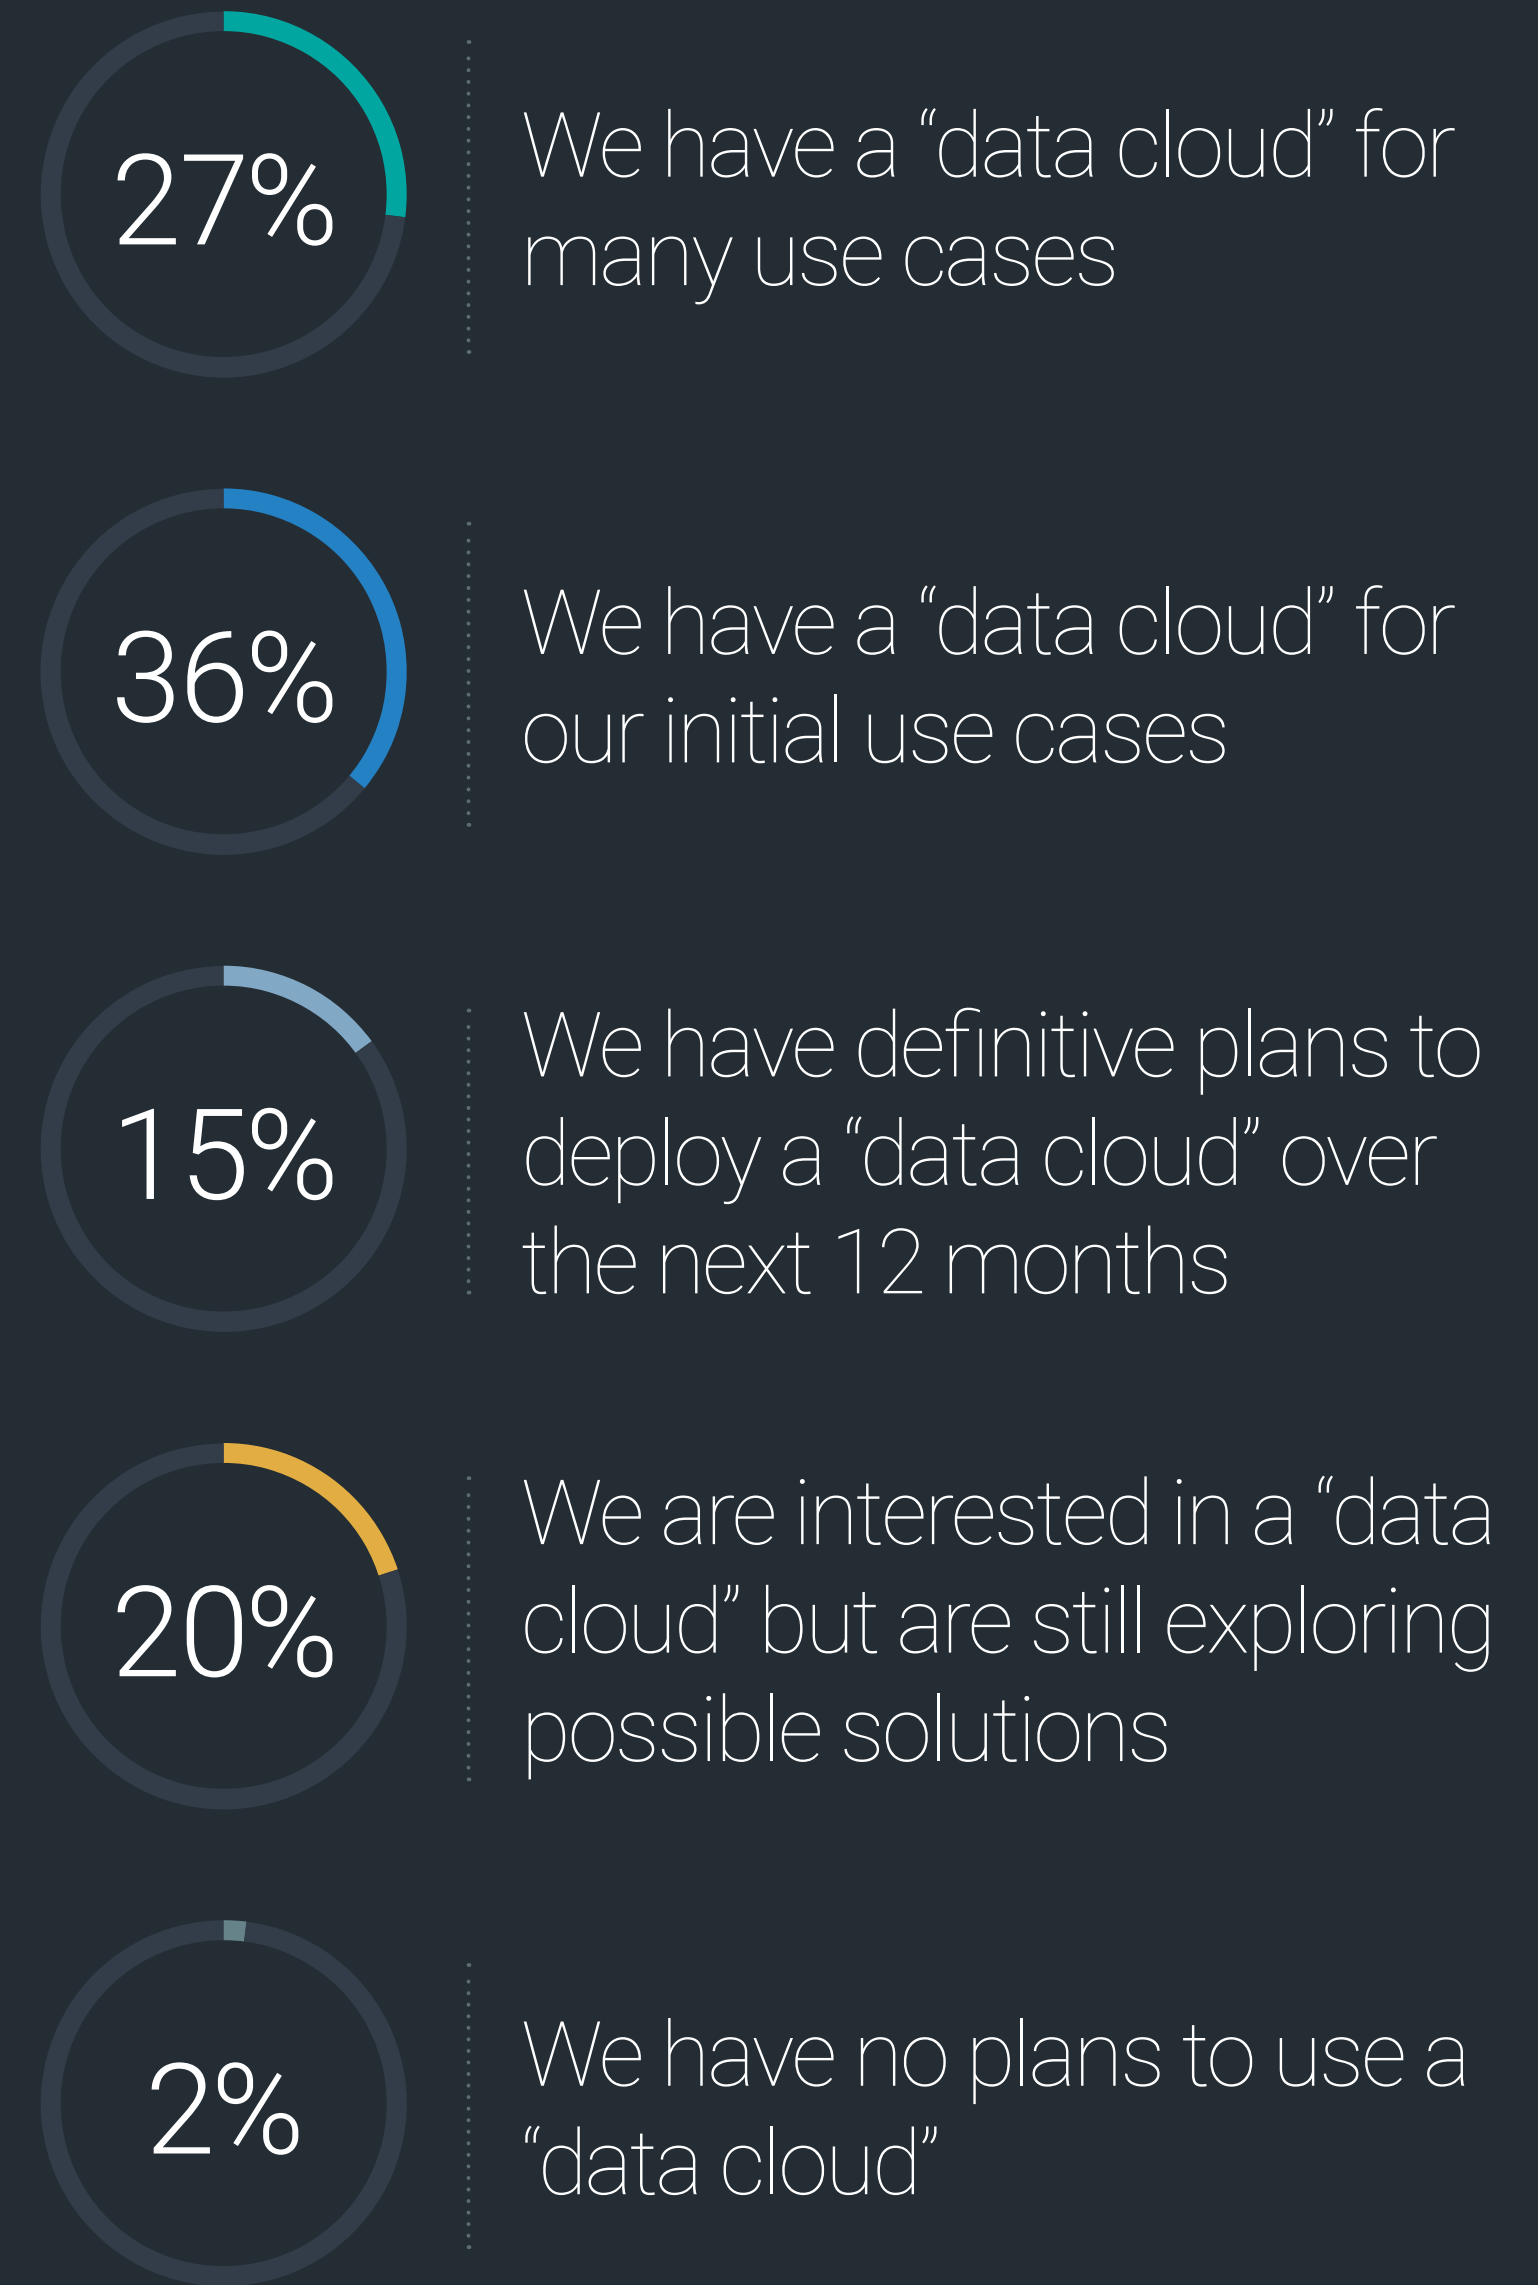 27%
We have a “data cloud” for
many use cases
36%
We have a “data cloud” for
our initial use cases
15%
We have definitive plans to
deploy a “data cloud” over
the next 12 months
20%
We are interested in a “data
cloud” but are still exploring
possible solutions
2%
We have no plans to use a
“data cloud”